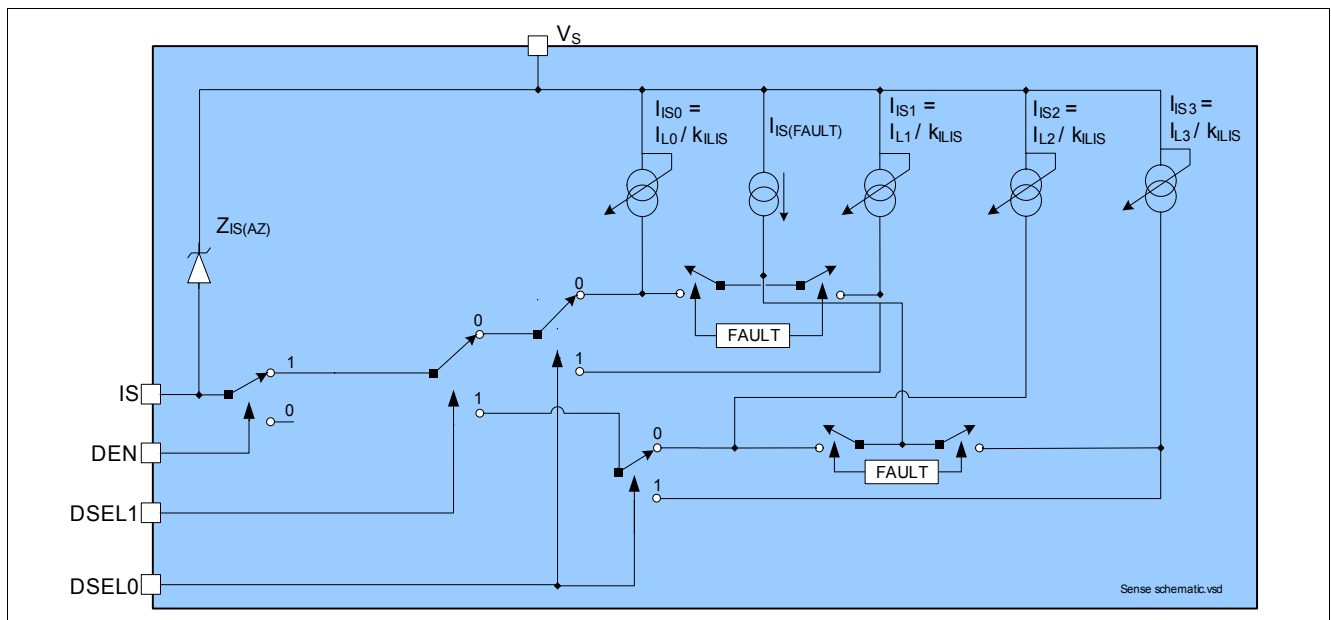 VS
IIS0 =
IL0 / kILIS
IIS(FAULT)
IIS1 =
IL1 / kILIS
IIS2 =
IL2 / kILIS
IIS3 =
IL3 / kILIS
ZIS(AZ)
0
0
1
FAULT
1
IS
0
1
0
DEN
FAULT
1
DSEL1
DSEL0
Sense schematic.vsd